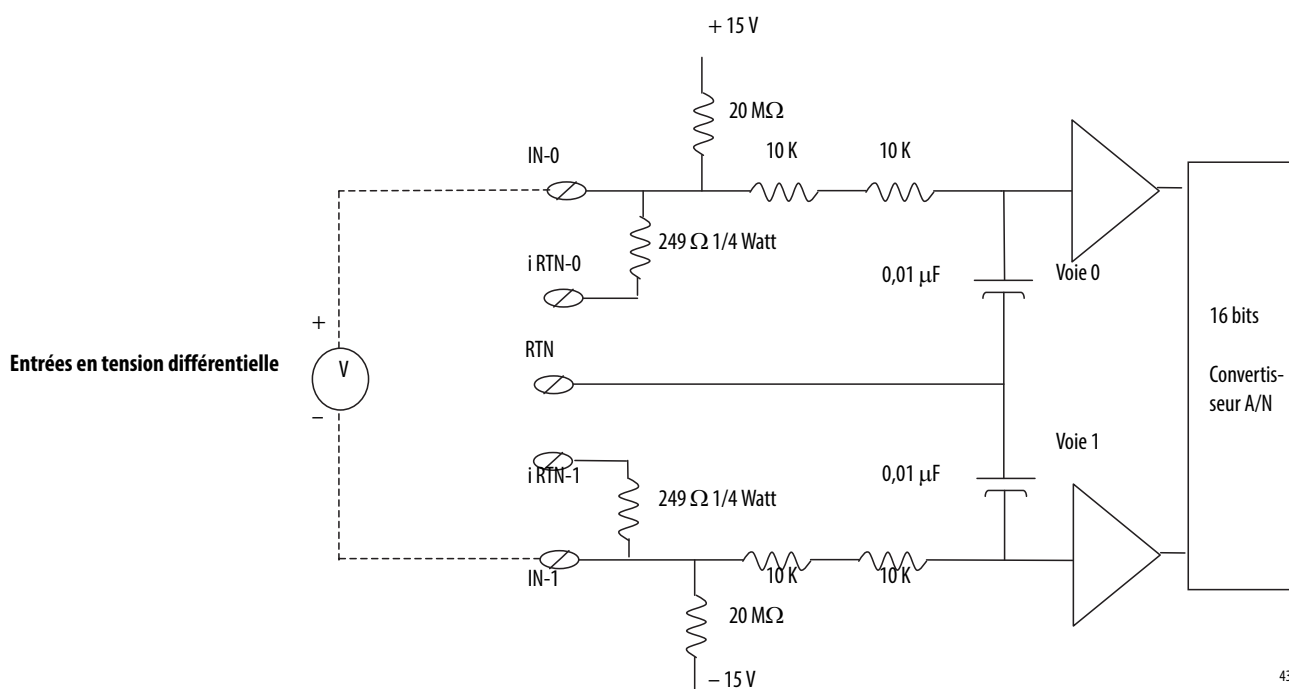 + 15 V
20 MΩ
10 K
10 K
IN-0
249 Ω 1/4 Watt
i RTN-0
0,01 μF
Voie 0
16 bits
+
Entrées en tension différentielle
V
RTN
Convertis-
seur A/N
–
Voie 1
i RTN-1
0,01 μF
249 Ω 1/4 Watt
IN-1
10 K
10 K
20 MΩ
– 15 V
43